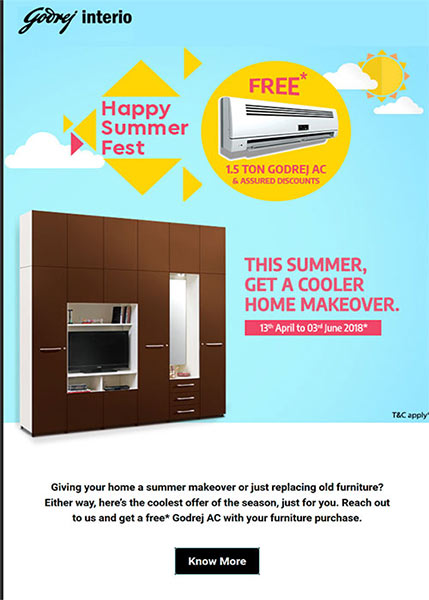 Godrej interio
Happy
Summer
Fest
FREE*
1.5 TON GODREJ AC
& ASSURED DISCOUNTS
THIS SUMMER,
GET A COOLER
HOME MAKEOVER.
13th April to 03rd June 2018*
T&C apply*
Giving your home a summer makeover or just replacing old furniture?
Either way, here's the coolest offer of the season, just for you. Reach out
to us and get a free* Godrej AC with your furniture purchase.
Know More